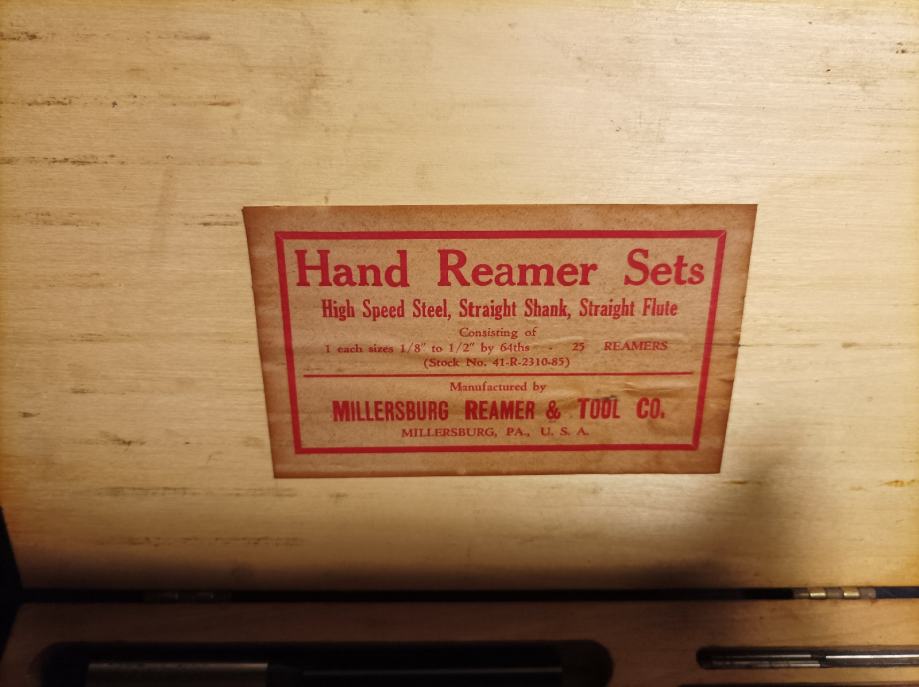 Hand Reamer Sets
High Speed Steel, Straight Shank, Straight Flute
Consisting of
1 each sizes 1/8" to 1/2" by 64ths - 25 REAMERS
(Stock No. 41-R-2310-85)
Manufactured by
MILLERSBURG REAMER & TOOL CO.
MILLERSBURG, PA., U. S. A.